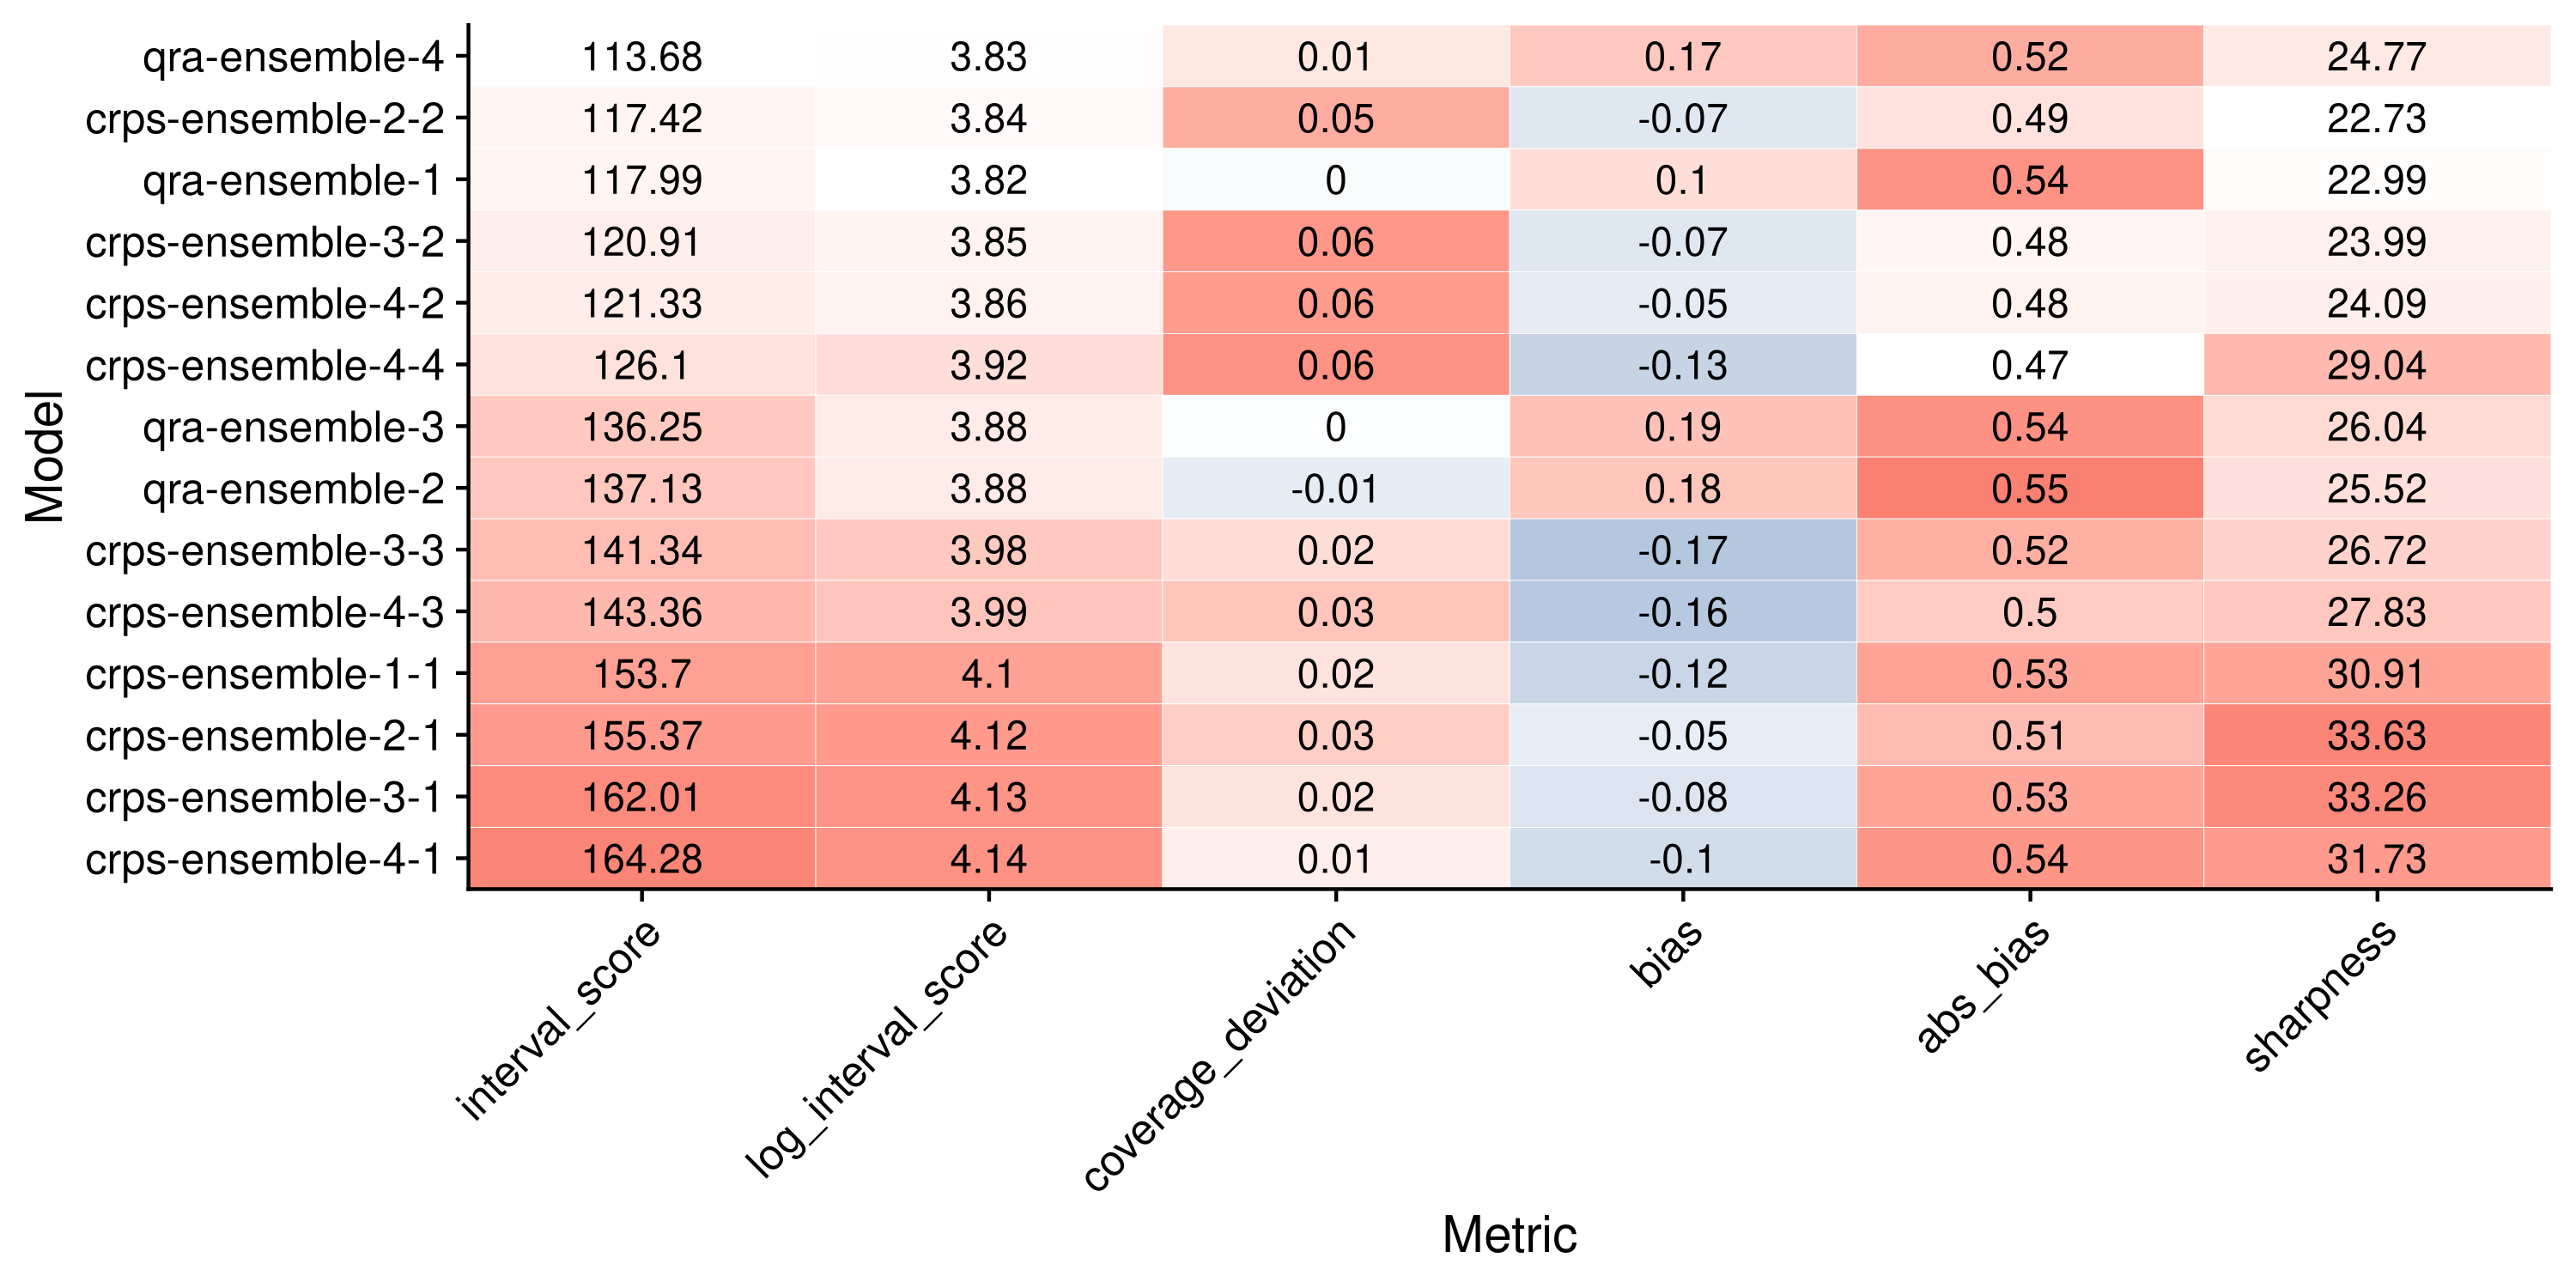 qra-ensemble-4 113.68 3.83 0.01 0.17 0.52 24.77
crps-ensemble-2-2 117.42 3.84 0.05 -0.07 0.49 22.73
qra-ensemble-1 117.99 3.82 0 0.1 0.54 22.99
crps-ensemble-3-2 120.91 3.85 0.06 -0.07 0.48 23.99
crps-ensemble-4-2 121.33 3.86 0.06 -0.05 0.48 24.09
crps-ensemble-4-4 126.1 3.92 0.06 -0.13 0.47 29.04
qra-ensemble-3 136.25 3.88 0 0.19 0.54 26.04
qra-ensemble-2 137.13 3.88 -0.01 0.18 0.55 25.52
crps-ensemble-3-3 141.34 3.98 0.02 -0.17 0.52 26.72
crps-ensemble-4-3 143.36 3.99 0.03 -0.16 0.5 27.83
crps-ensemble-1-1 153.7 4.1 0.02 -0.12 0.53 30.91
crps-ensemble-2-1 155.37 4.12 0.03 -0.05 0.51 33.63
crps-ensemble-3-1 162.01 4.13 0.02 -0.08 0.53 33.26
crps-ensemble-4-1 164.28 4.14 0.01 -0.1 0.54 31.73
Model
interval_score log_interval_score coverage_deviation bias abs_bias sharpness
Metric